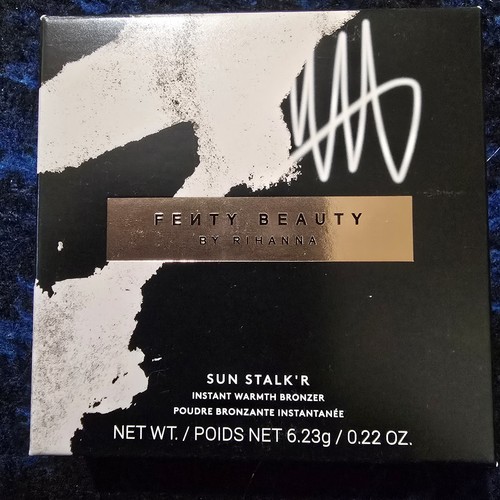 FEИTY BEAUTY
BY RIHANNA
SUN STALK'R
INSTANT WARMTH BRONZER
POUDRE BRONZANTE INSTANTANÉE
NET WT. / POIDS NET 6.23g / 0.22 OZ.